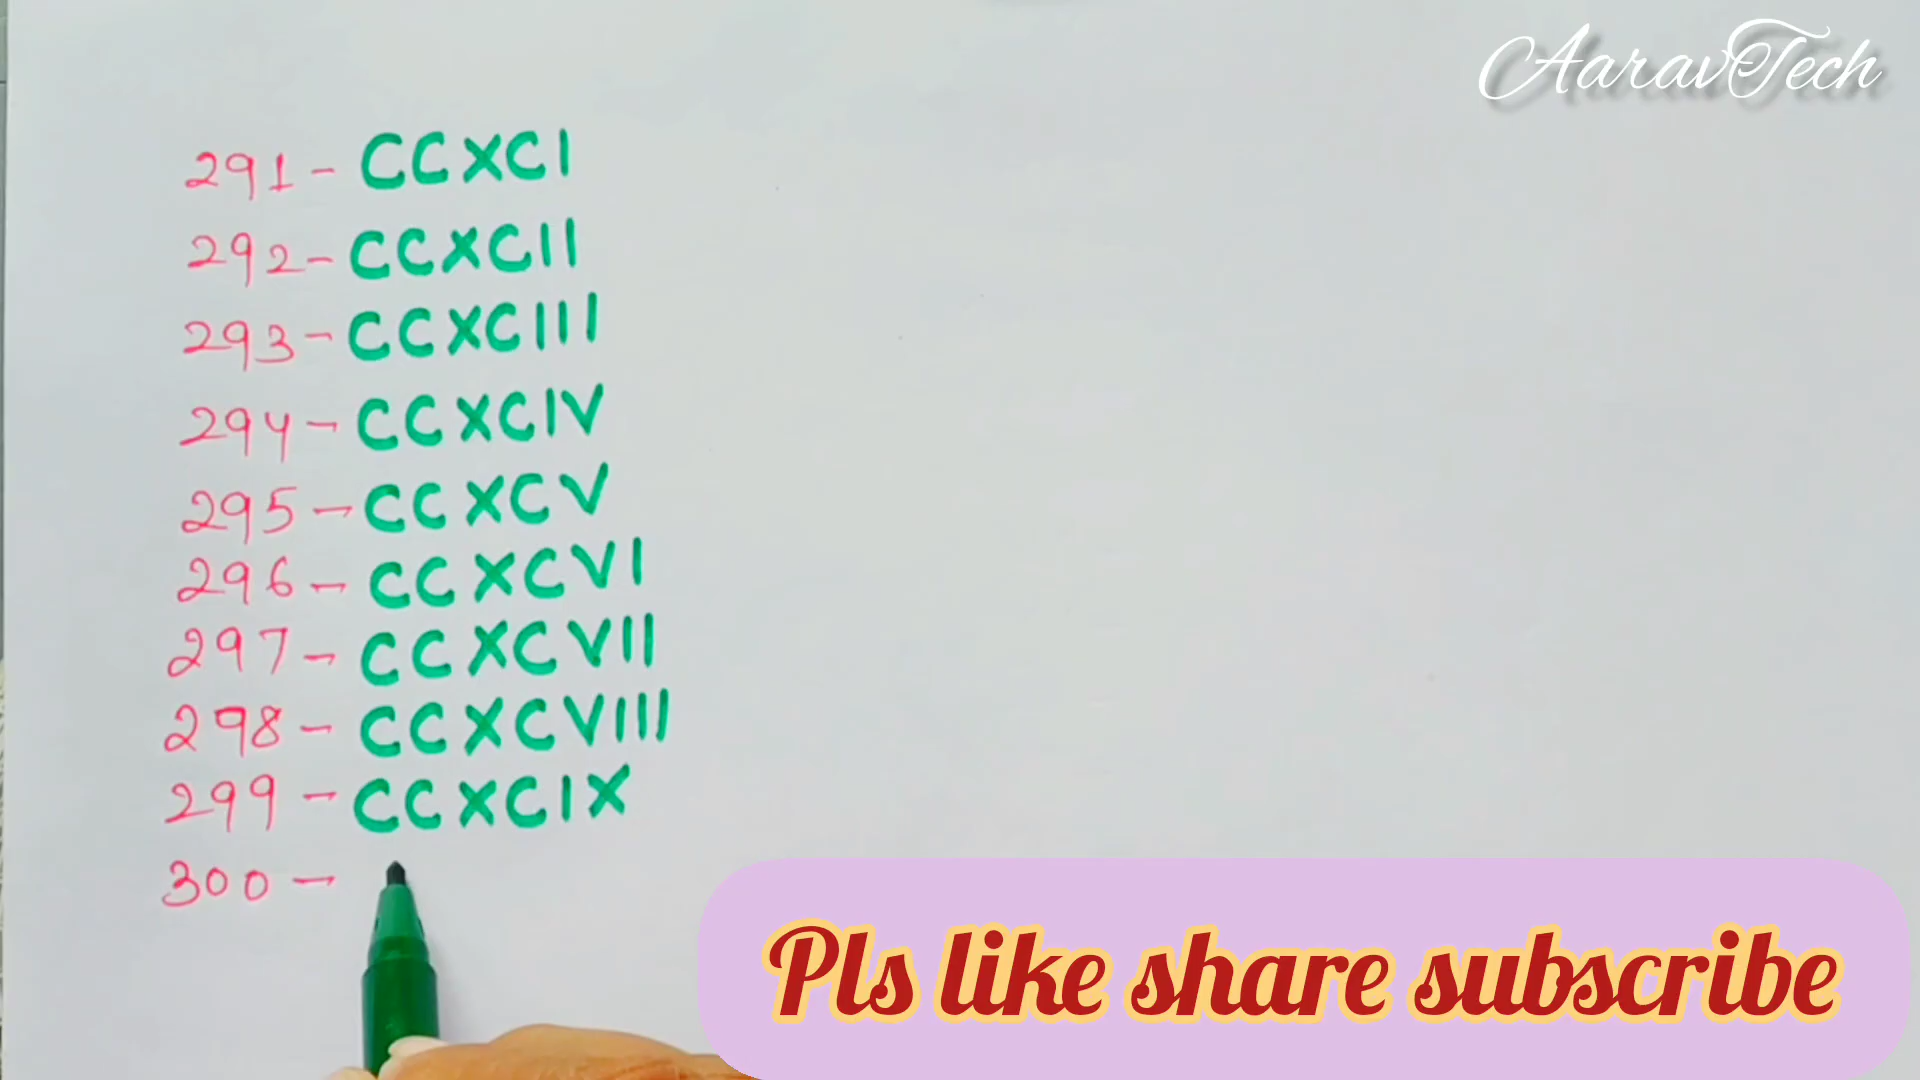 AaravTech
291 - CCXCI
292 - CCXCII
293 - CCXCIII
294 - CCXCIV
295 - CCXCV
296 - CCXCVI
297 - CCXCVII
298 - CCXCVIII
299 - CCXCIX
300 -
Pls like share subscribe